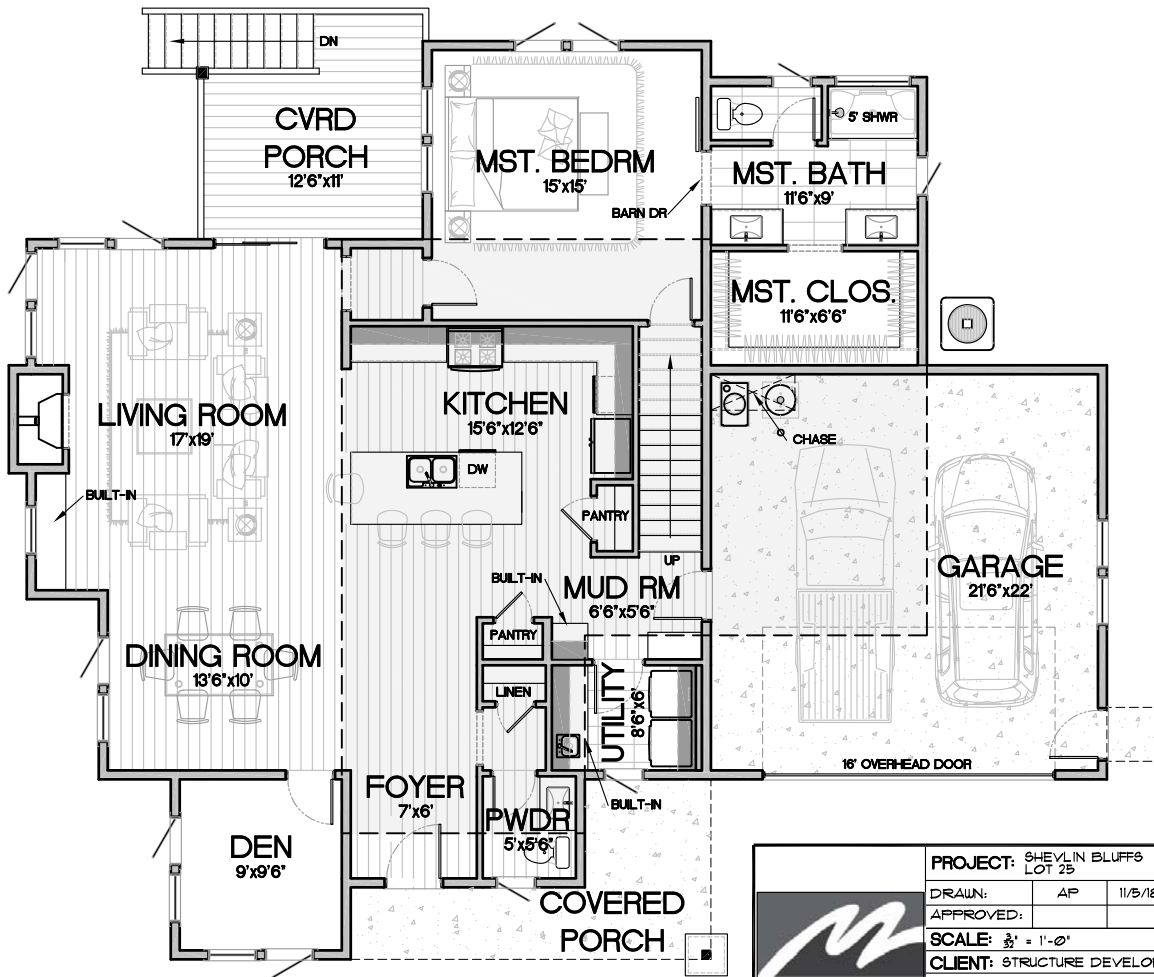 DN
CVRD
PORCH
12'6"x11'
MST. BEDRM
15'x15'
BARN DR
5' SHWR
MST. BATH
11'6"x9'
MST. CLOS.
11'6"x6'6"
LIVING ROOM
17'x19'
BUILT-IN
KITCHEN
15'6"x12'6"
DW
PANTRY
CHASE
UP
GARAGE
21'6"x22'
BUILT-IN
MUD RM
6'6"x5'6"
PANTRY
DINING ROOM
13'6"x10'
LINEN
UTILITY
8'6"x6'
16' OVERHEAD DOOR
FOYER
7'x6'
BUILT-IN
PWDR
5'x5'6"
DEN
9'x9'6"
COVERED
PORCH
PROJECT: SHEVLIN BLUFFS
LOT 25
DRAWN: AP 11/5/18
APPROVED:
SCALE: 3/32" = 1'-0"
CLIENT: STRUCTURE DEVELO